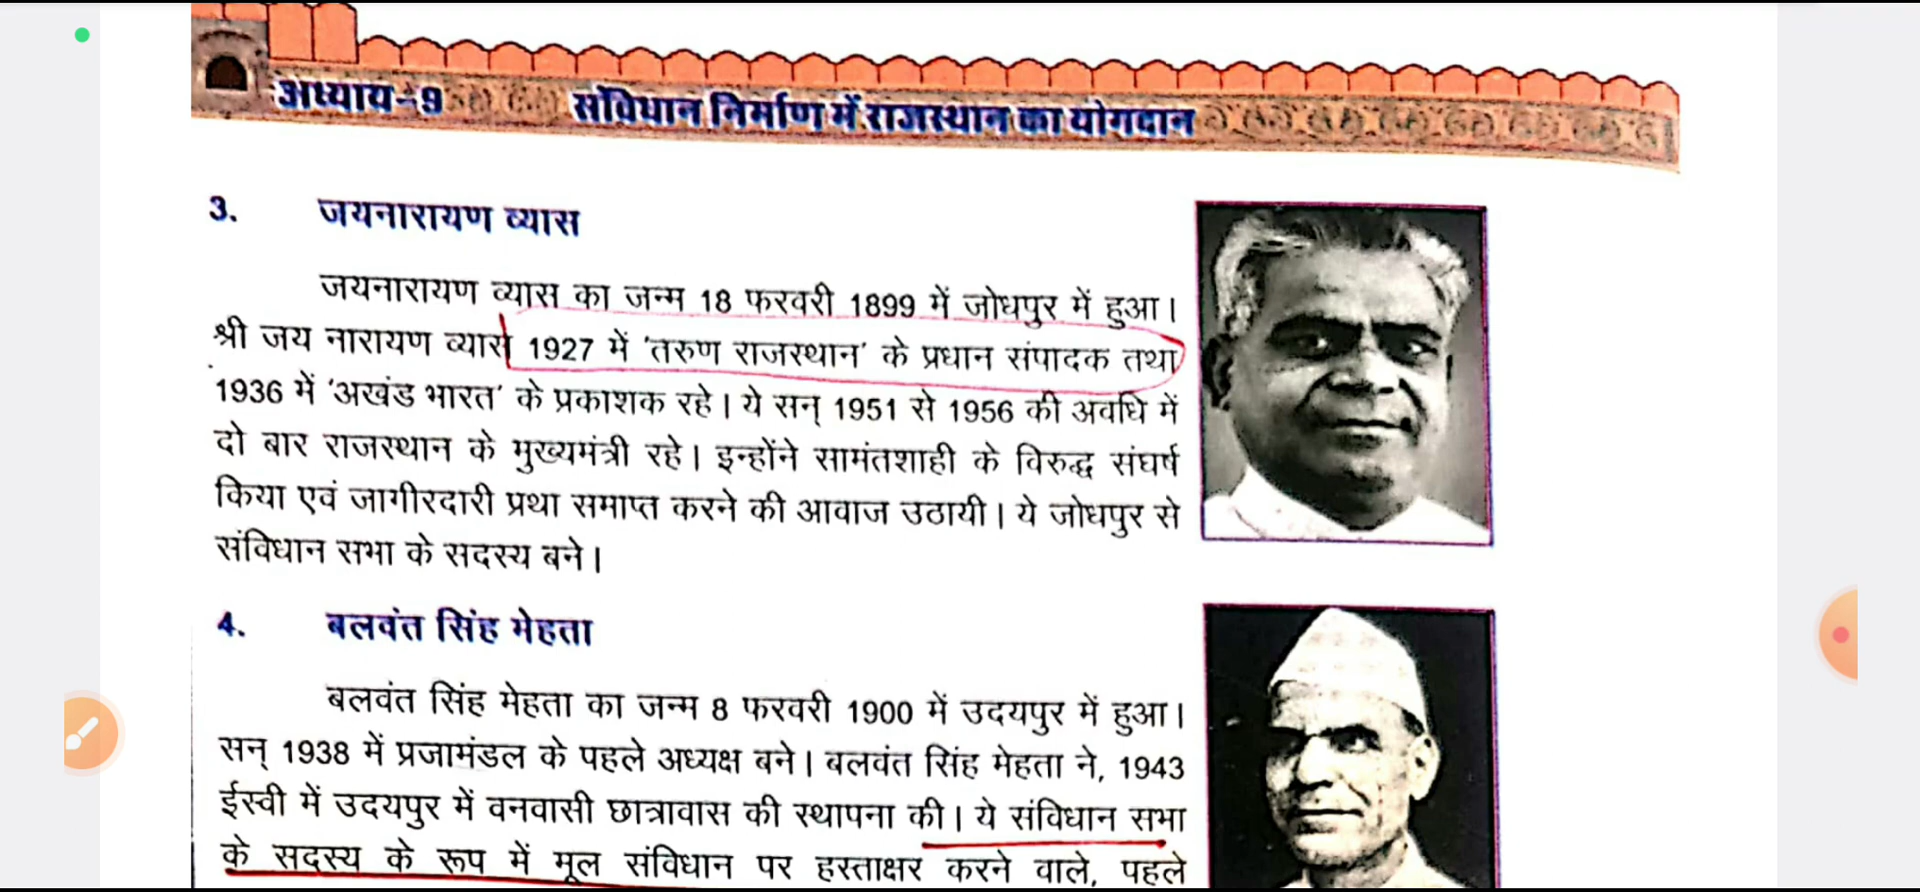 अध्याय-9 संविधान निर्माण में राजस्थान का योगदान
3. जयनारायण व्यास
जयनारायण व्यास का जन्म 18 फरवरी 1899 में जोधपुर में हुआ।
श्री जय नारायण व्यास 1927 में 'तरुण राजस्थान' के प्रधान संपादक तथा
1936 में 'अखंड भारत' के प्रकाशक रहे। ये सन् 1951 से 1956 की अवधि में
दो बार राजस्थान के मुख्यमंत्री रहे। इन्होंने सामंतशाही के विरुद्ध संघर्ष
किया एवं जागीरदारी प्रथा समाप्त करने की आवाज उठायी। ये जोधपुर से
संविधान सभा के सदस्य बने।
4. बलवंत सिंह मेहता
बलवंत सिंह मेहता का जन्म 8 फरवरी 1900 में उदयपुर में हुआ।
सन् 1938 में प्रजामंडल के पहले अध्यक्ष बने। बलवंत सिंह मेहता ने, 1943
ईस्वी में उदयपुर में वनवासी छात्रावास की स्थापना की। ये संविधान सभा
के सदस्य के रूप में मूल संविधान पर हस्ताक्षर करने वाले, पहले